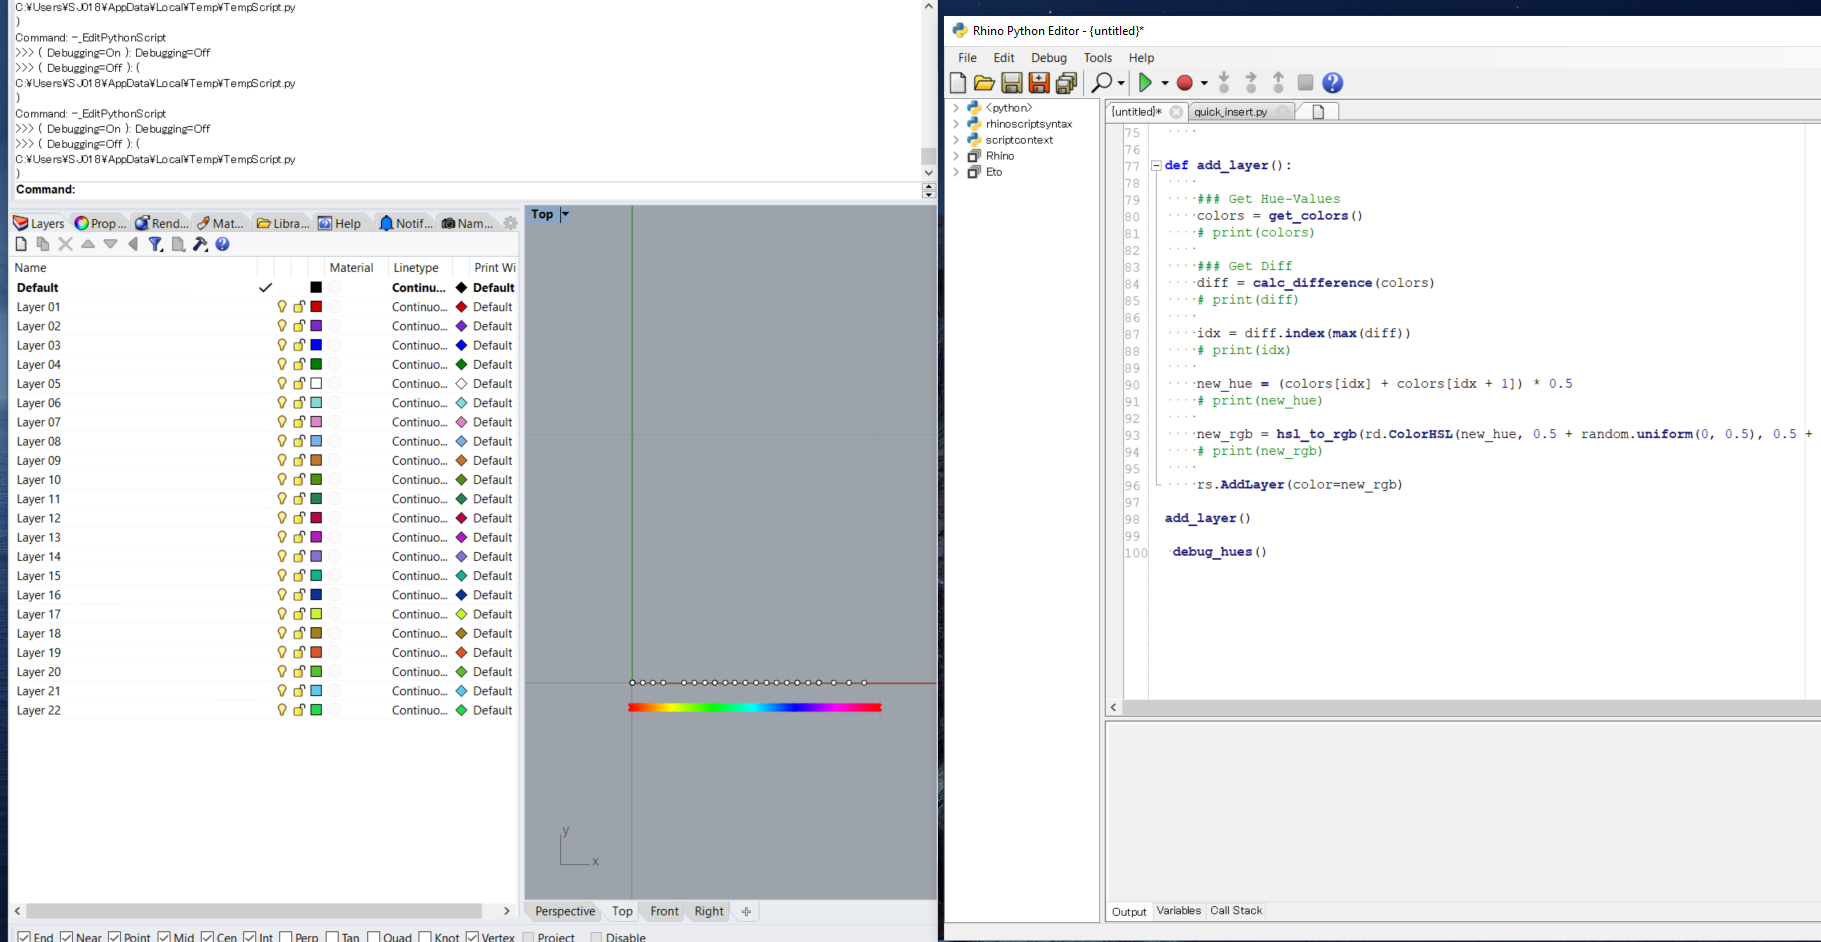 C:¥Users¥SJ018¥AppData¥Local¥Temp¥TempScript.py
)
Command: -_EditPythonScript
>>> ( Debugging=On ): Debugging=Off
>>> ( Debugging=Off ): (
C:¥Users¥SJ018¥AppData¥Local¥Temp¥TempScript.py
)
Command: -_EditPythonScript
>>> ( Debugging=On ): Debugging=Off
>>> ( Debugging=Off ): (
C:¥Users¥SJ018¥AppData¥Local¥Temp¥TempScript.py
)
Command:
Layers Prop... Rend... Mat... Libra... Help Notif... Nam...
Name Material Linetype Print Wi
Default Continu... Default
Layer 01 Continuo... Default
Layer 02 Continuo... Default
Layer 03 Continuo... Default
Layer 04 Continuo... Default
Layer 05 Continuo... Default
Layer 06 Continuo... Default
Layer 07 Continuo... Default
Layer 08 Continuo... Default
Layer 09 Continuo... Default
Layer 10 Continuo... Default
Layer 11 Continuo... Default
Layer 12 Continuo... Default
Layer 13 Continuo... Default
Layer 14 Continuo... Default
Layer 15 Continuo... Default
Layer 16 Continuo... Default
Layer 17 Continuo... Default
Layer 18 Continuo... Default
Layer 19 Continuo... Default
Layer 20 Continuo... Default
Layer 21 Continuo... Default
Layer 22 Continuo... Default
Top
y
x
Perspective Top Front Right
End Near Point Mid Cen Int Perp Tan Quad Knot Vertex Project Disable
Rhino Python Editor - {untitled}*
File Edit Debug Tools Help
<python>
rhinoscriptsyntax
scriptcontext
Rhino
Eto
{untitled}* quick_insert.py
75
76
77 def add_layer():
78
79 ### Get Hue-Values
80 colors = get_colors()
81 # print(colors)
82
83 ### Get Diff
84 diff = calc_difference(colors)
85 # print(diff)
86
87 idx = diff.index(max(diff))
88 # print(idx)
89
90 new_hue = (colors[idx] + colors[idx + 1]) * 0.5
91 # print(new_hue)
92
93 new_rgb = hsl_to_rgb(rd.ColorHSL(new_hue, 0.5 + random.uniform(0, 0.5), 0.5 +
94 # print(new_rgb)
95
96 rs.AddLayer(color=new_rgb)
97
98 add_layer()
99
100 debug_hues()
Output Variables Call Stack